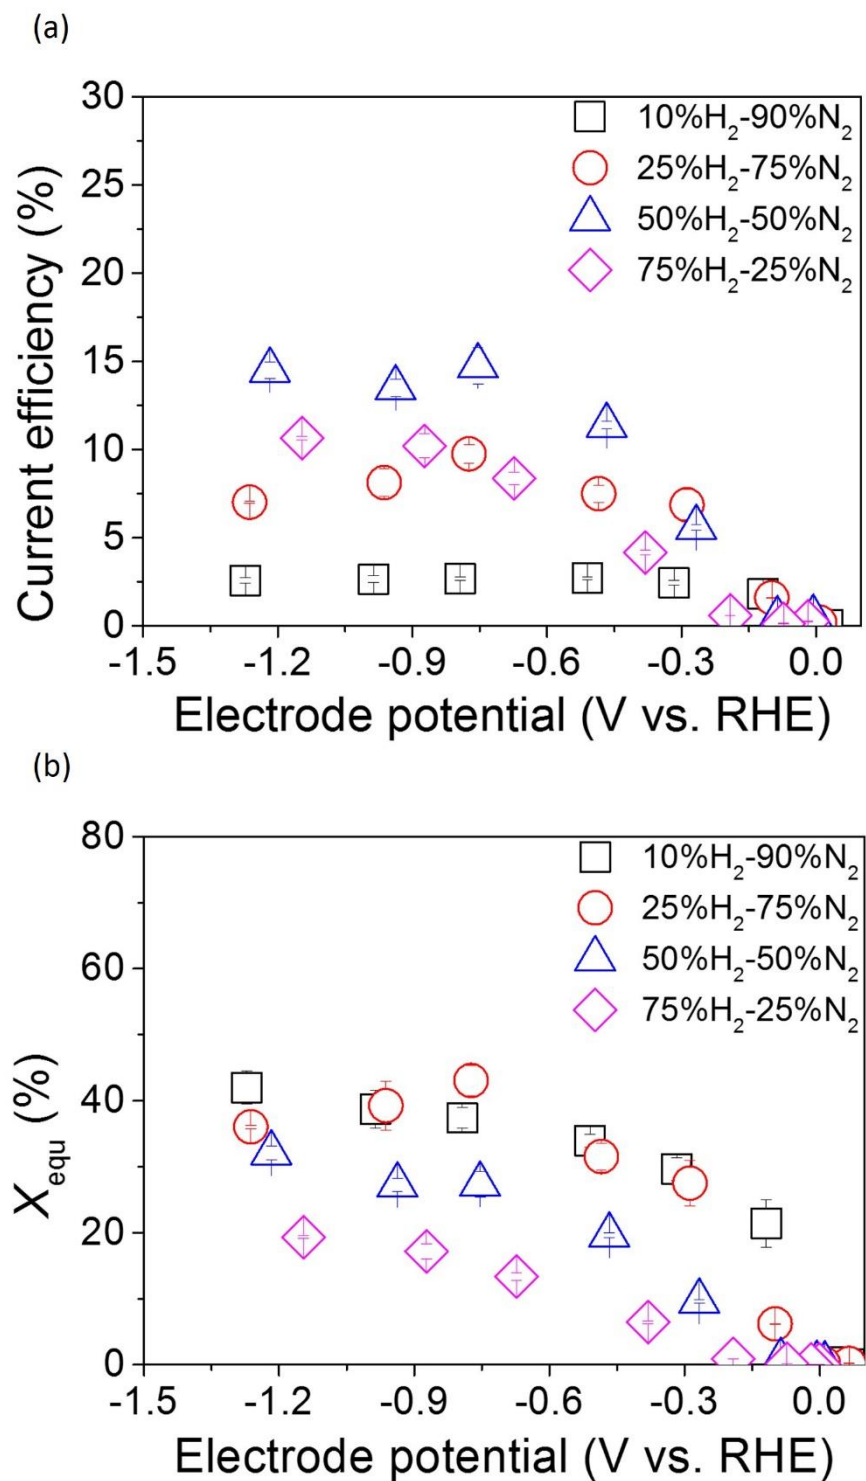 (a)
Current efficiency (%)
30
25
20
15
10
5
0
10%H₂-90%N₂
25%H₂-75%N₂
50%H₂-50%N₂
75%H₂-25%N₂
-1.5 -1.2 -0.9 -0.6 -0.3 0.0
Electrode potential (V vs. RHE)
(b)
X_equ (%)
80
60
40
20
0
10%H₂-90%N₂
25%H₂-75%N₂
50%H₂-50%N₂
75%H₂-25%N₂
-1.5 -1.2 -0.9 -0.6 -0.3 0.0
Electrode potential (V vs. RHE)